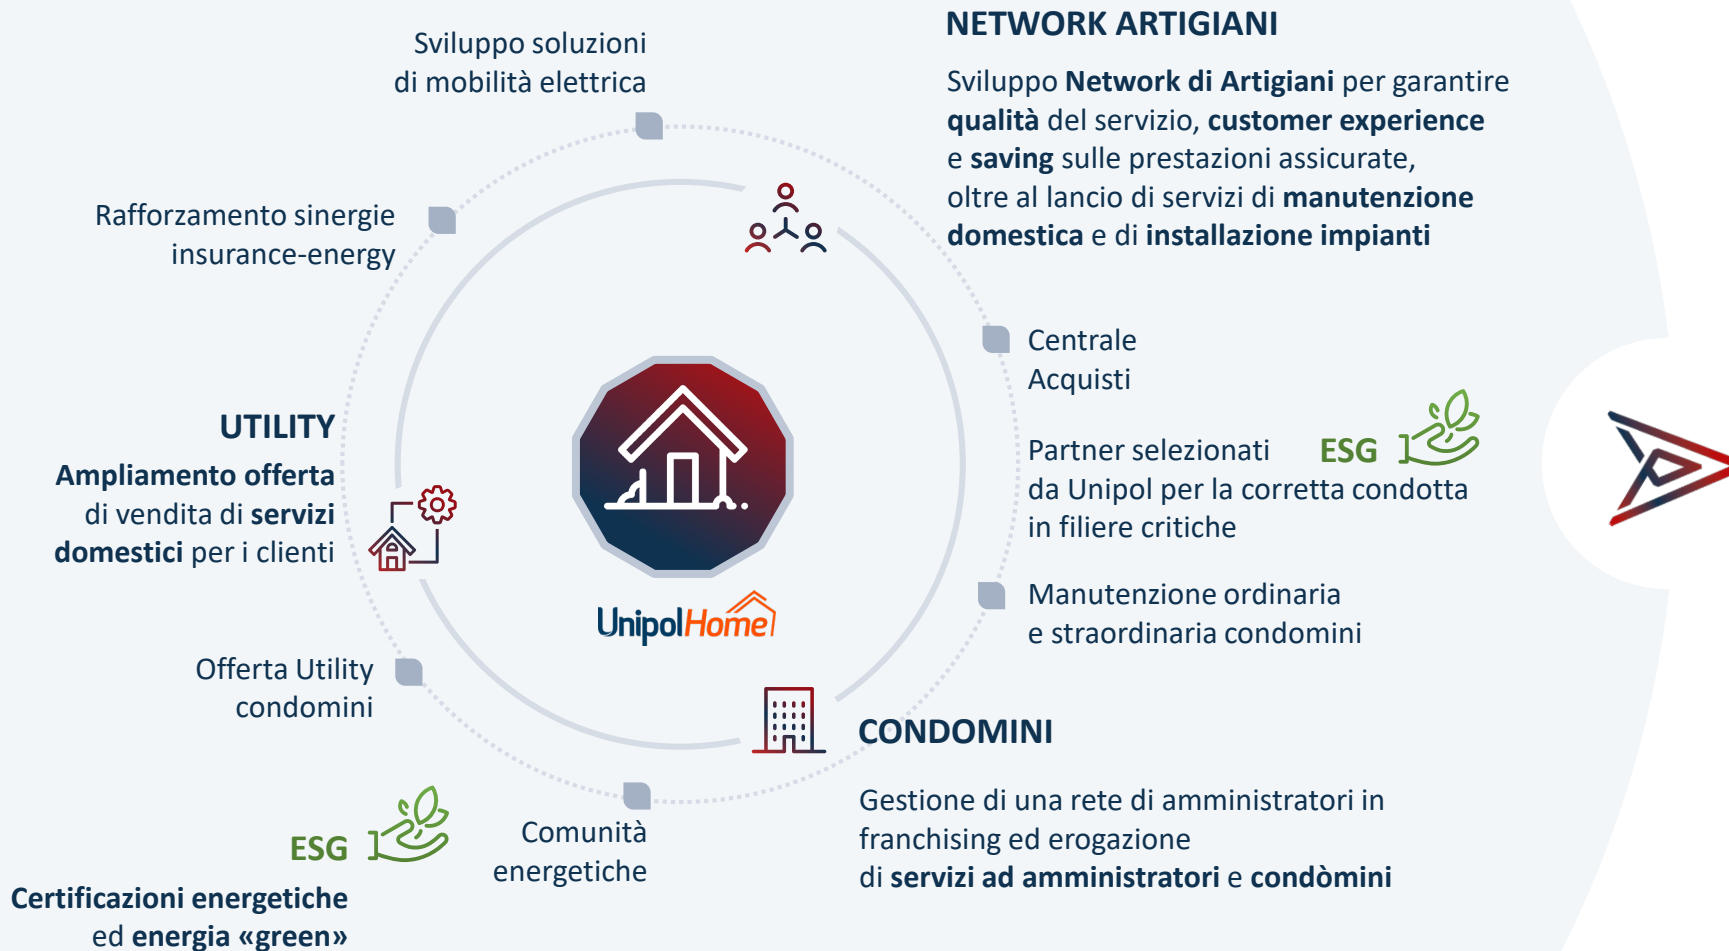 NETWORK ARTIGIANI
Sviluppo Network di Artigiani per garantire
qualità del servizio, customer experience
e saving sulle prestazioni assicurate,
oltre al lancio di servizi di manutenzione
domestica e di installazione impianti
Sviluppo soluzioni
di mobilità elettrica
Rafforzamento sinergie
insurance-energy
Centrale
Acquisti
Partner selezionati
da Unipol per la corretta condotta
in filiere critiche
ESG
UTILITY
Ampliamento offerta
di vendita di servizi
domestici per i clienti
UnipolHome
Manutenzione ordinaria
e straordinaria condomini
Offerta Utility
condomini
CONDOMINI
Gestione di una rete di amministratori in
franchising ed erogazione
di servizi ad amministratori e condòmini
Comunità
energetiche
ESG
Certificazioni energetiche
ed energia «green»